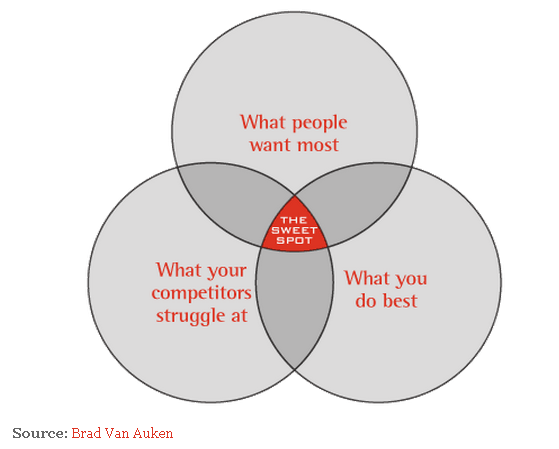 What people
want most
THE
SWEET
SPOT
What your
competitors
struggle at
What you
do best
Source: Brad Van Auken